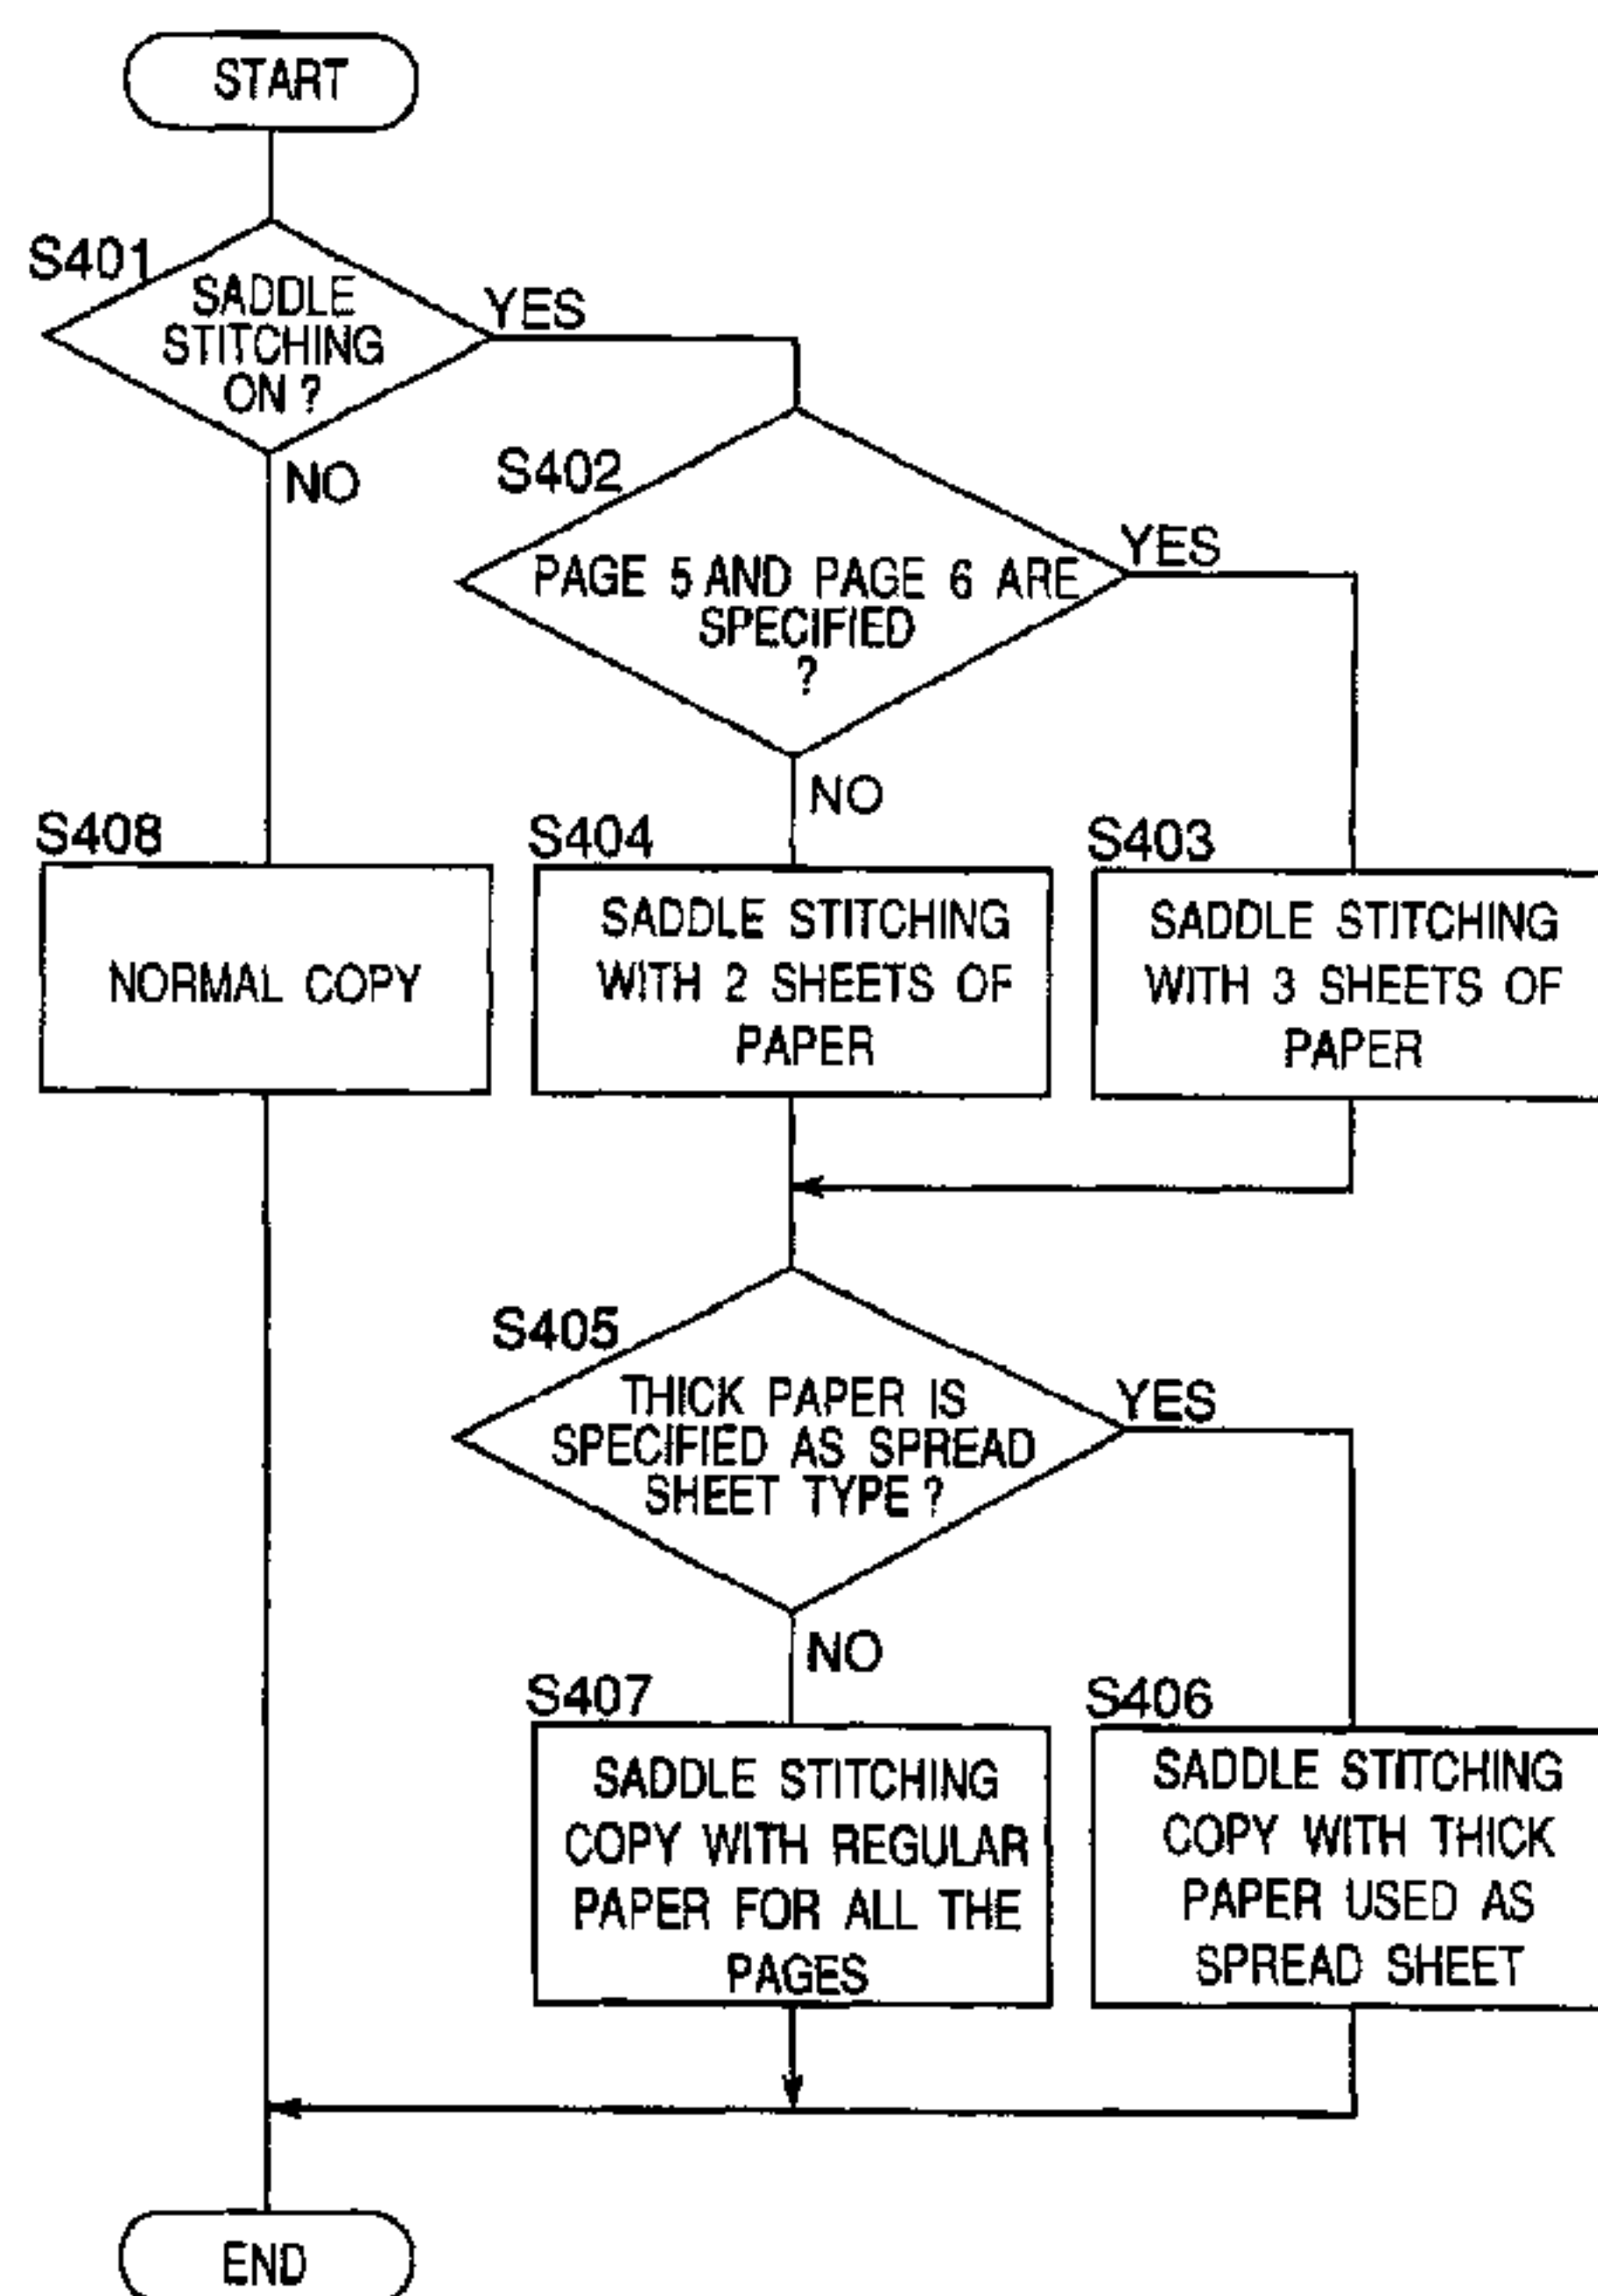 START
S401
SADDLE
STITCHING
ON ?
YES
NO
S402
PAGE 5 AND PAGE 6 ARE
SPECIFIED
?
YES
NO
S408
NORMAL COPY
S404
SADDLE STITCHING
WITH 2 SHEETS OF
PAPER
S403
SADDLE STITCHING
WITH 3 SHEETS OF
PAPER
S405
THICK PAPER IS
SPECIFIED AS SPREAD
SHEET TYPE ?
YES
NO
S407
SADDLE STITCHING
COPY WITH REGULAR
PAPER FOR ALL THE
PAGES
S406
SADDLE STITCHING
COPY WITH THICK
PAPER USED AS
SPREAD SHEET
END